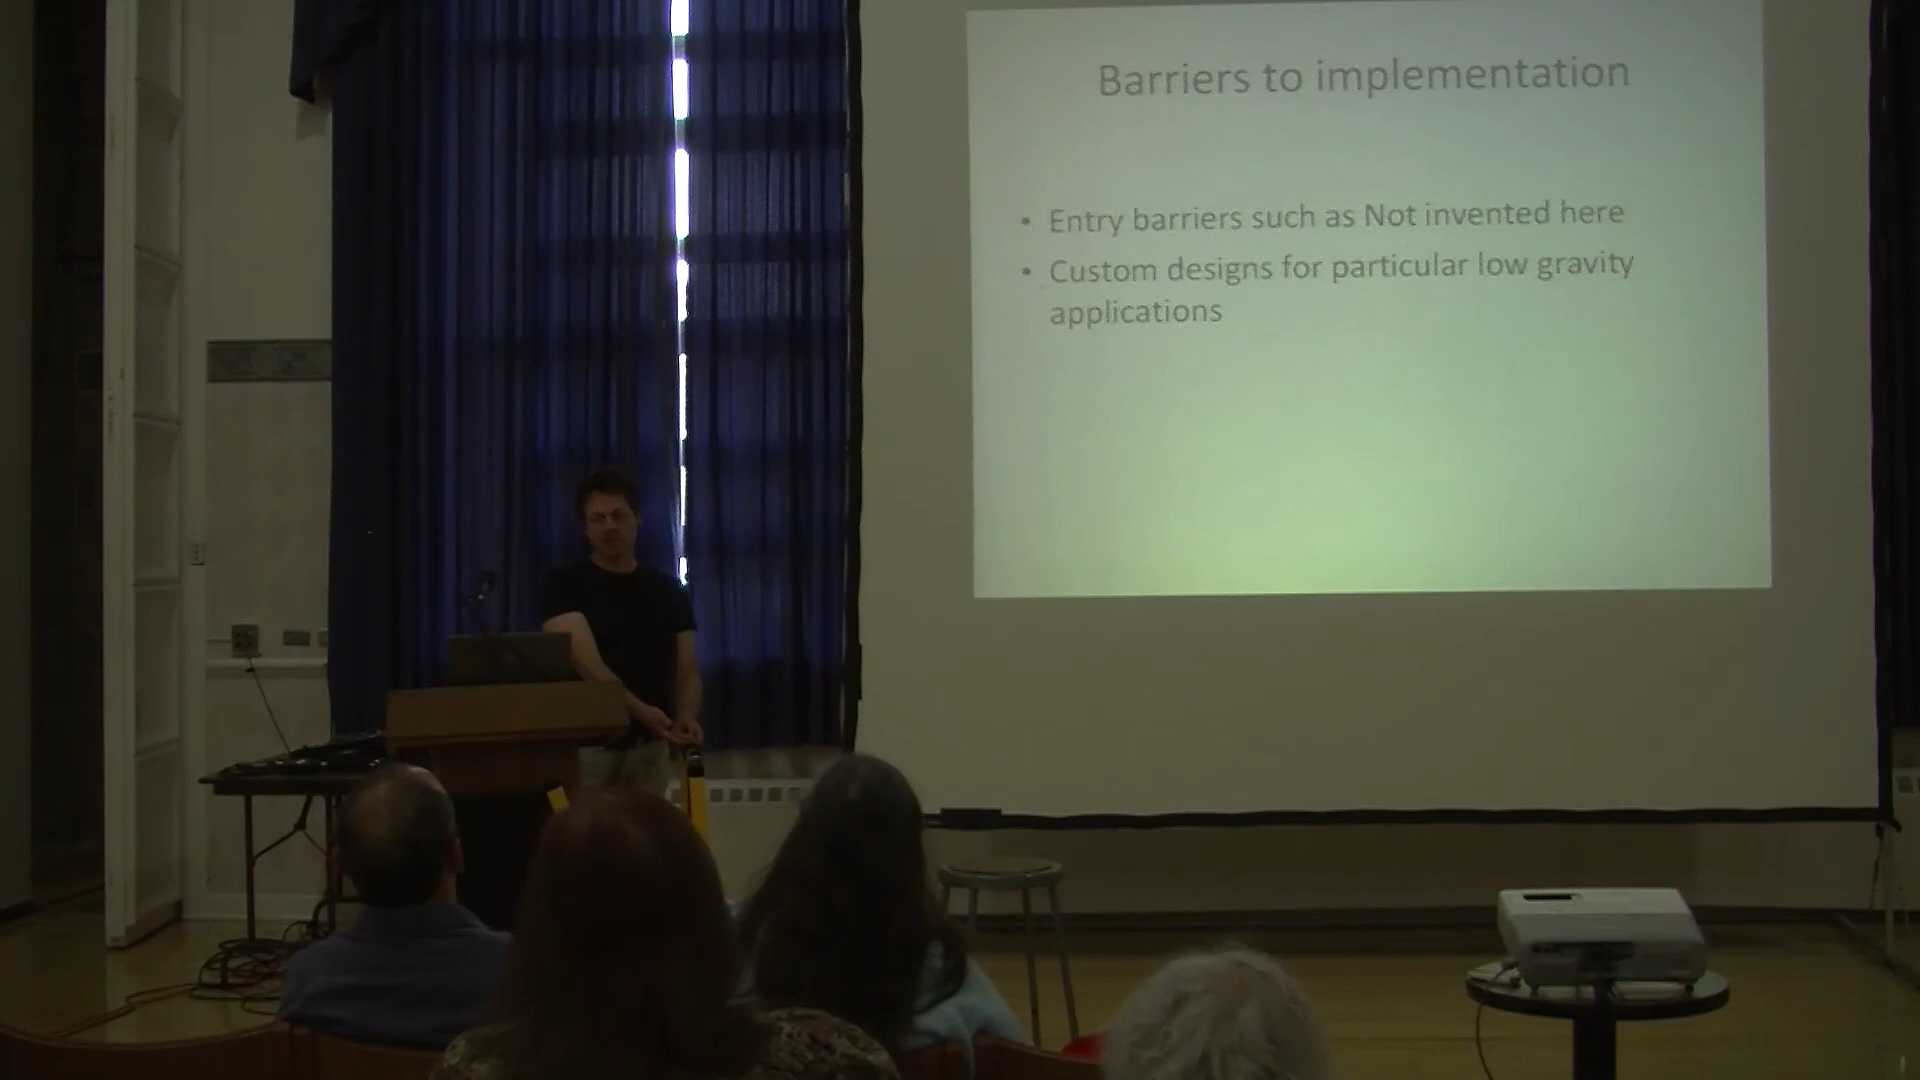 Barriers to implementation
• Entry barriers such as Not invented here
• Custom designs for particular low gravity
applications